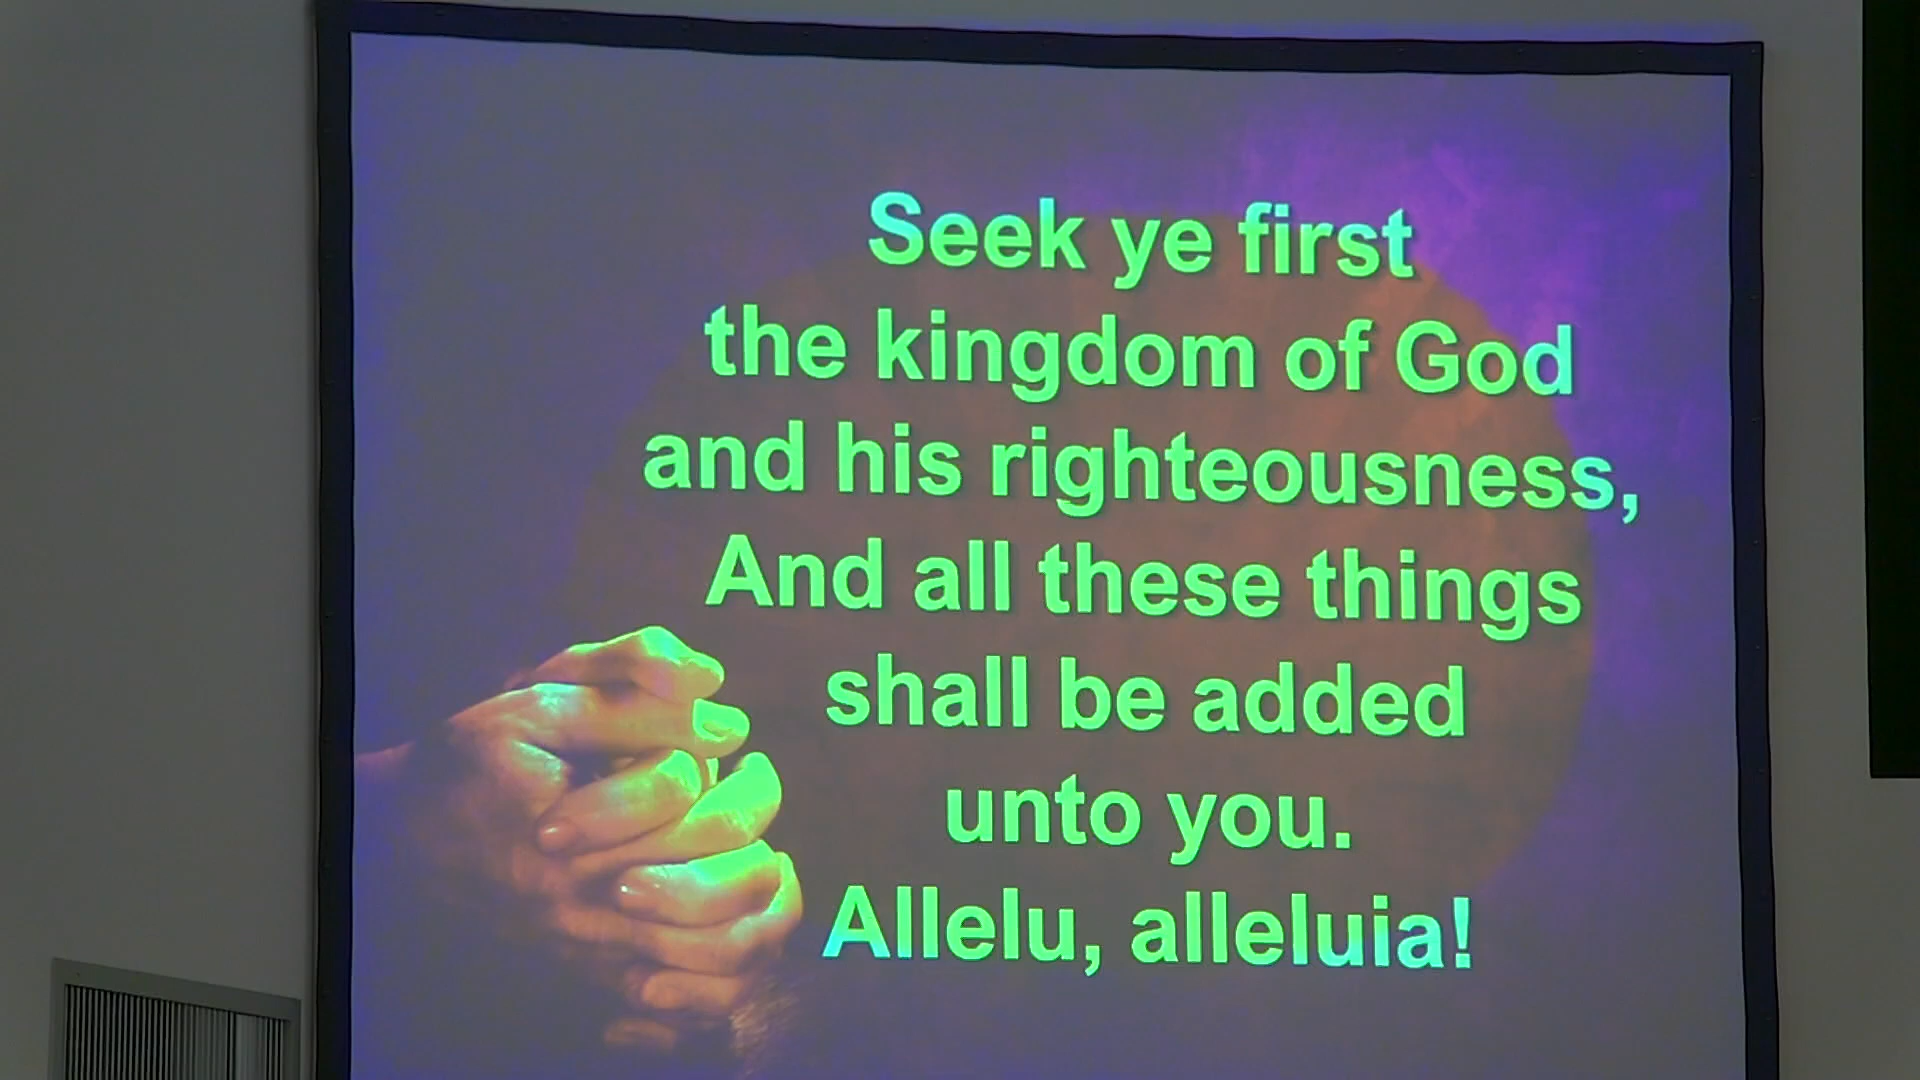 Seek ye first
the kingdom of God
and his righteousness,
And all these things
shall be added
unto you.
Allelu, alleluia!